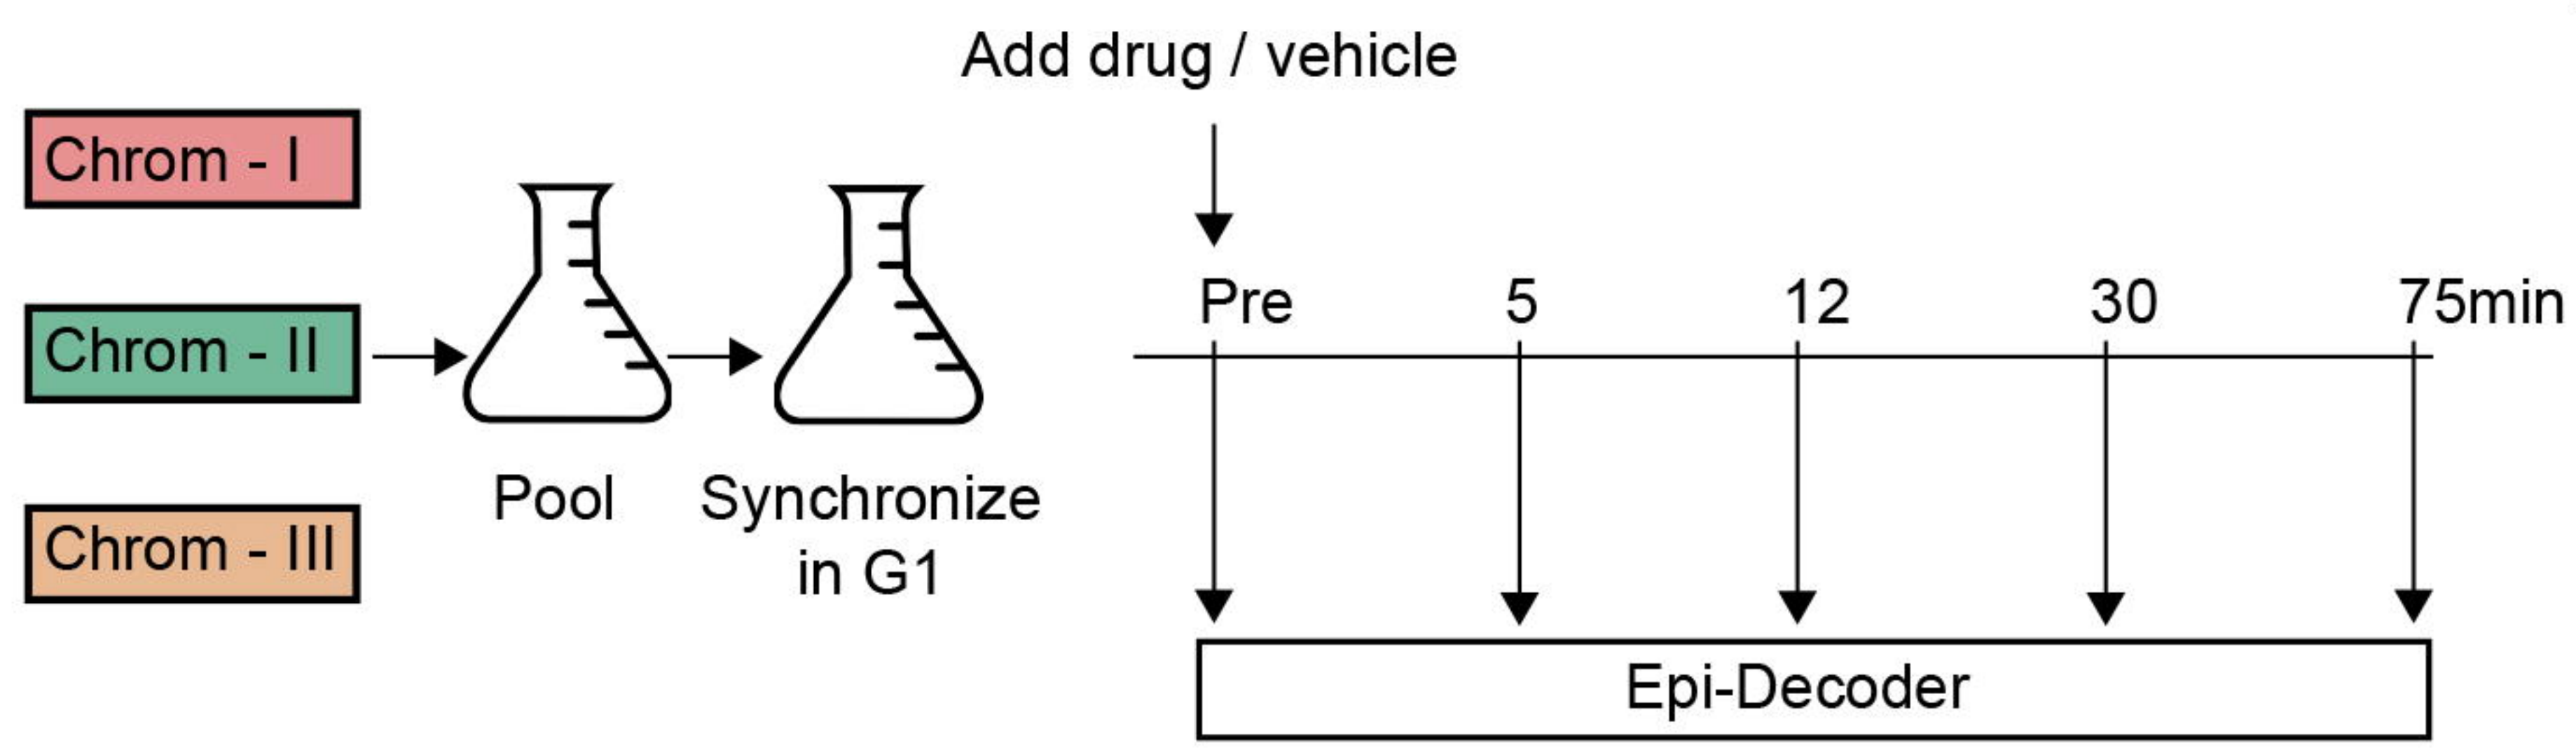 Add drug / vehicle
Chrom - I
Chrom - II
Chrom - III
Pool
Synchronize
in G1
Pre
5
12
30
75min
Epi-Decoder